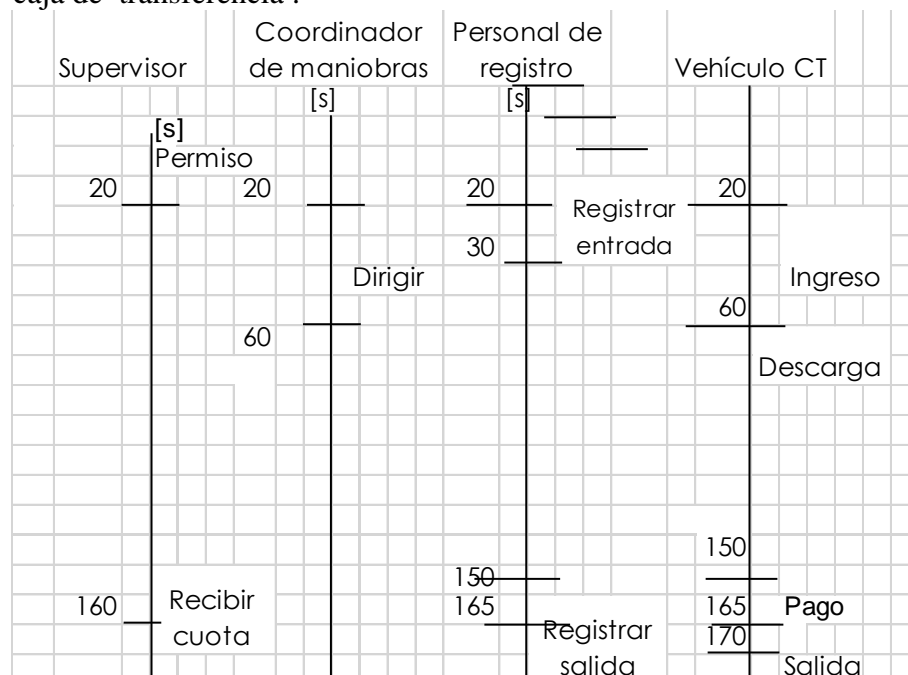 caja de "transferencia".
Supervisor
Coordinador
de maniobras
Personal de
registro
Vehículo CT
[s]
[s]
[s]
Permiso
20
20
20
20
Registrar
entrada
30
Dirigir
Ingreso
60
60
Descarga
150
150
160
Recibir
cuota
165
165
Pago
170
Registrar
salida
Salida